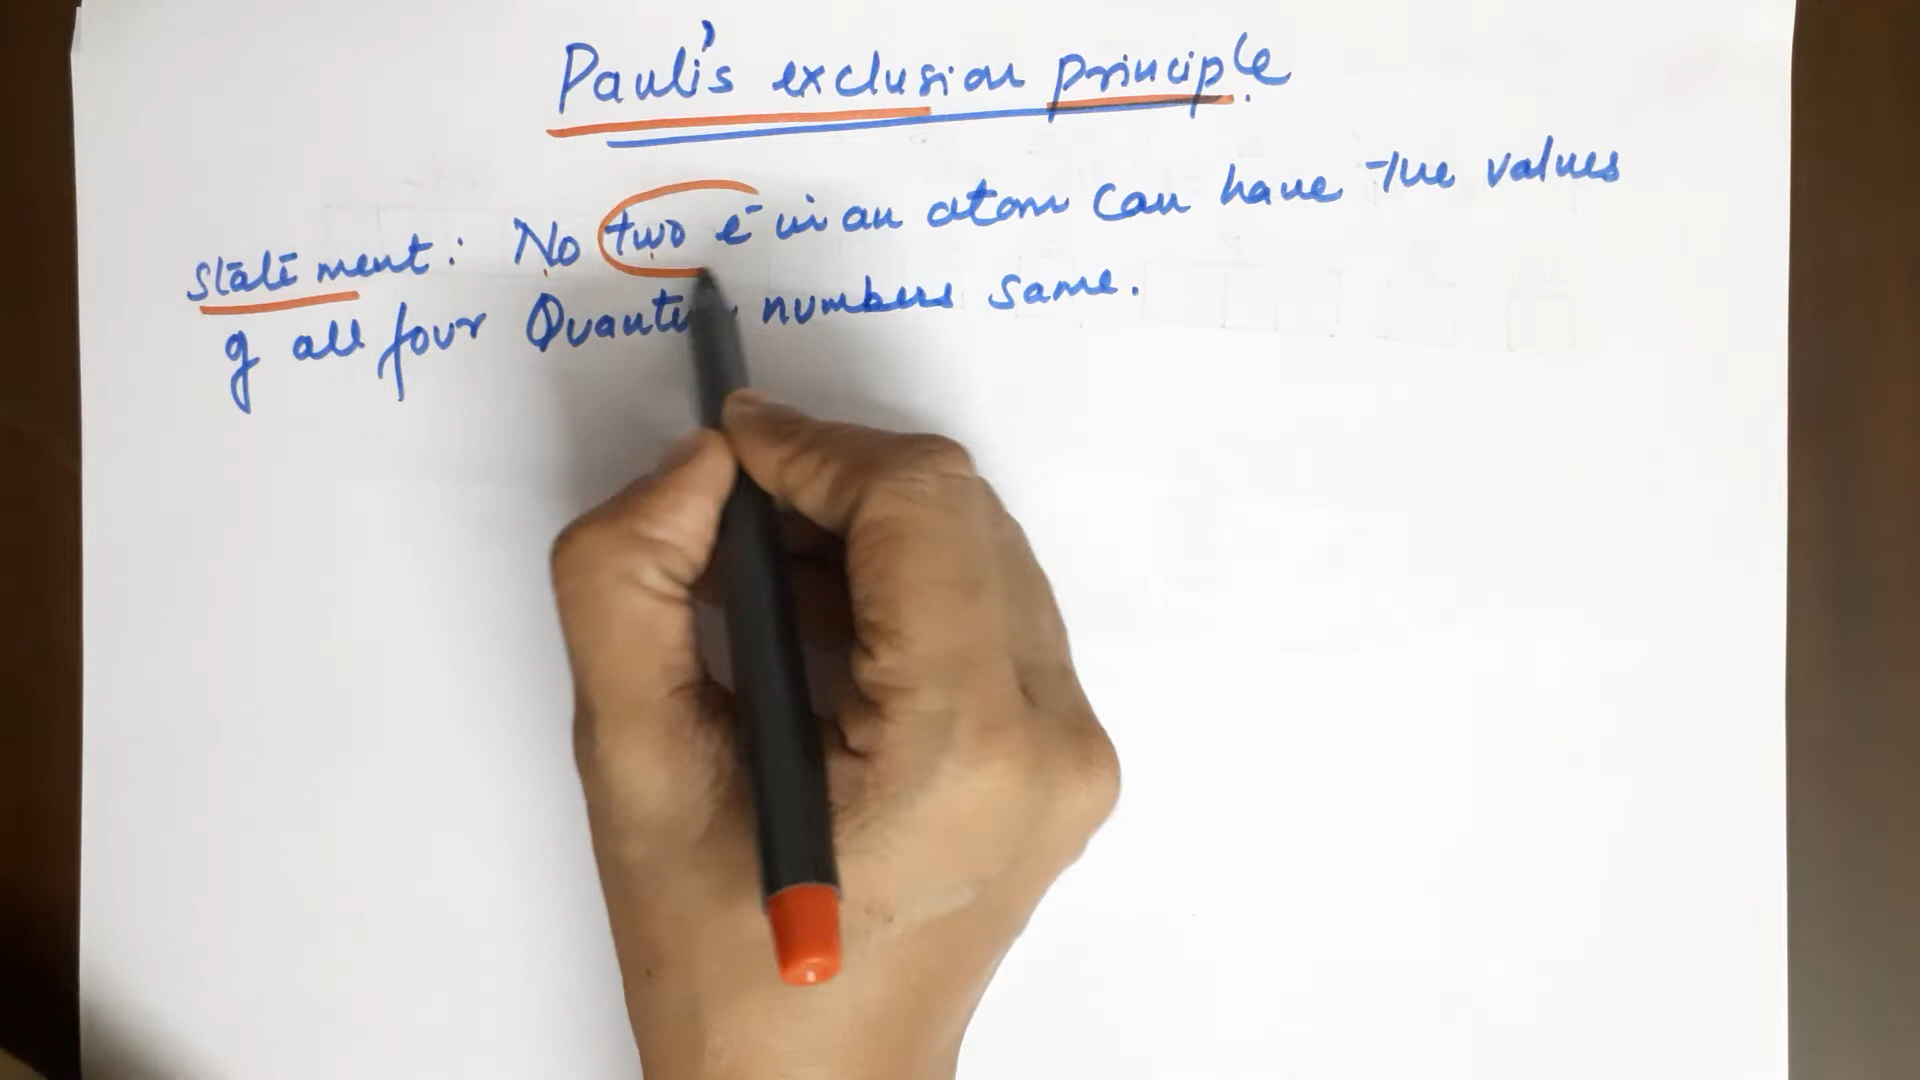 Pauli's exclusion principle
Statement: No two e⁻ in an atom can have the values
of all four Quantum numbers same.